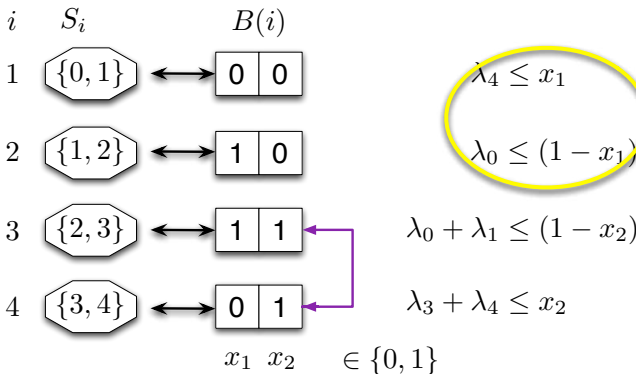 i S_i B(i)
1 {0, 1} 0 0 λ_4 ≤ x_1
2 {1, 2} 1 0 λ_0 ≤ (1 − x_1)
3 {2, 3} 1 1 λ_0 + λ_1 ≤ (1 − x_2)
4 {3, 4} 0 1 λ_3 + λ_4 ≤ x_2
x_1 x_2 ∈ {0, 1}